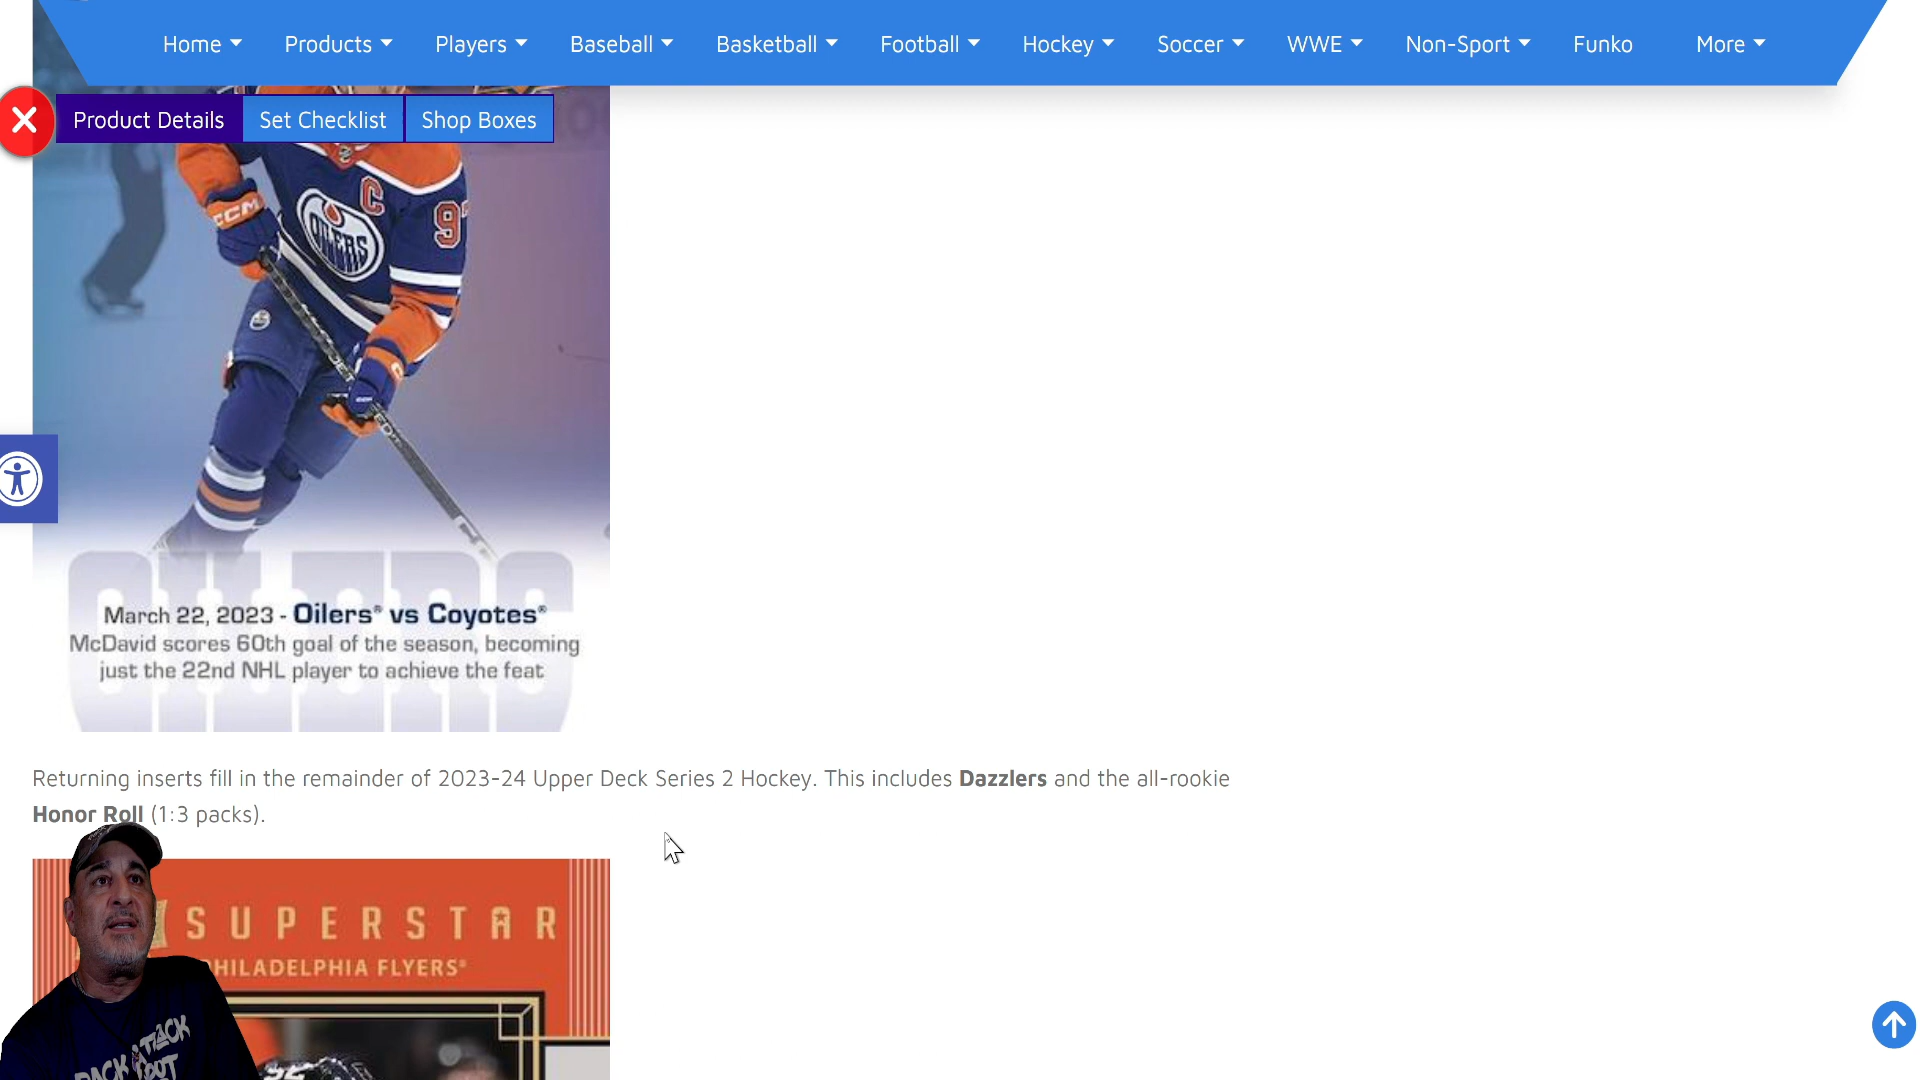 Home
Products
Players
Baseball
Basketball
Football
Hockey
Soccer
WWE
Non-Sport
Funko
More
Product Details
Set Checklist
Shop Boxes
CCM
C
OILERS
March 22, 2023 - Oilers® vs Coyotes®
McDavid scores 60th goal of the season, becoming
just the 22nd NHL player to achieve the feat
Returning inserts fill in the remainder of 2023-24 Upper Deck Series 2 Hockey. This includes Dazzlers and the all-rookie
Honor Roll (1:3 packs).
SUPERSTAR
PHILADELPHIA FLYERS®